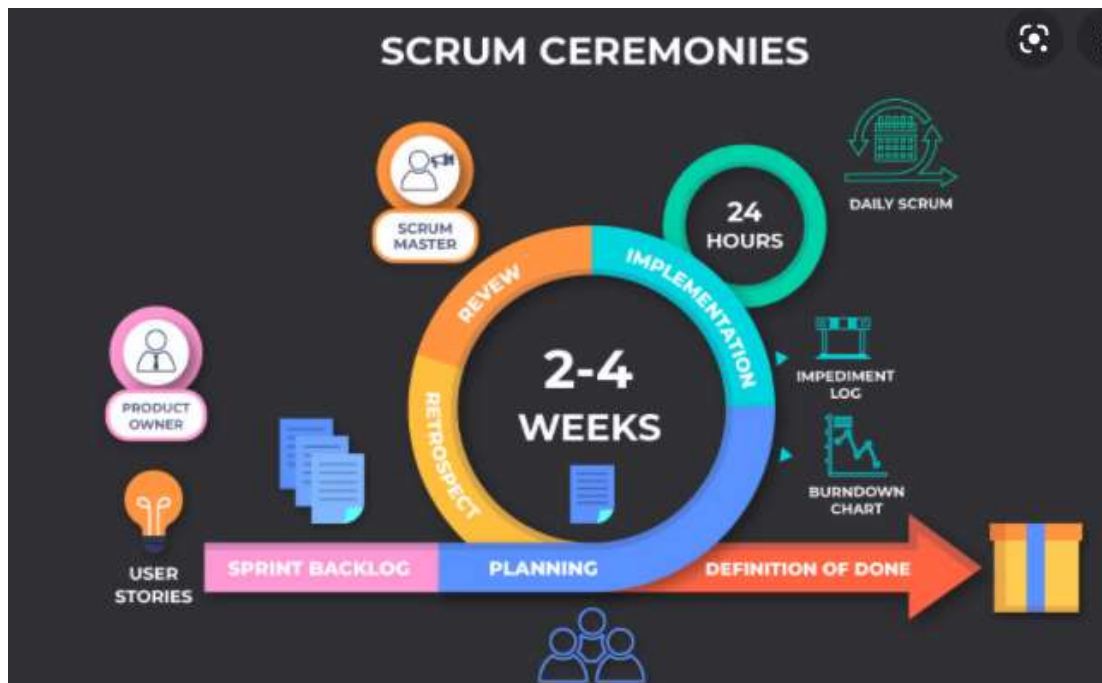 SCRUM CEREMONIES
SCRUM
MASTER
24
HOURS
DAILY SCRUM
REVEW
IMPLEMENTATION
PRODUCT
OWNER
2-4
WEEKS
RETROSPECT
IMPEDIMENT
LOG
BURNDOWN
CHART
USER
STORIES
SPRINT BACKLOG
PLANNING
DEFINITION OF DONE